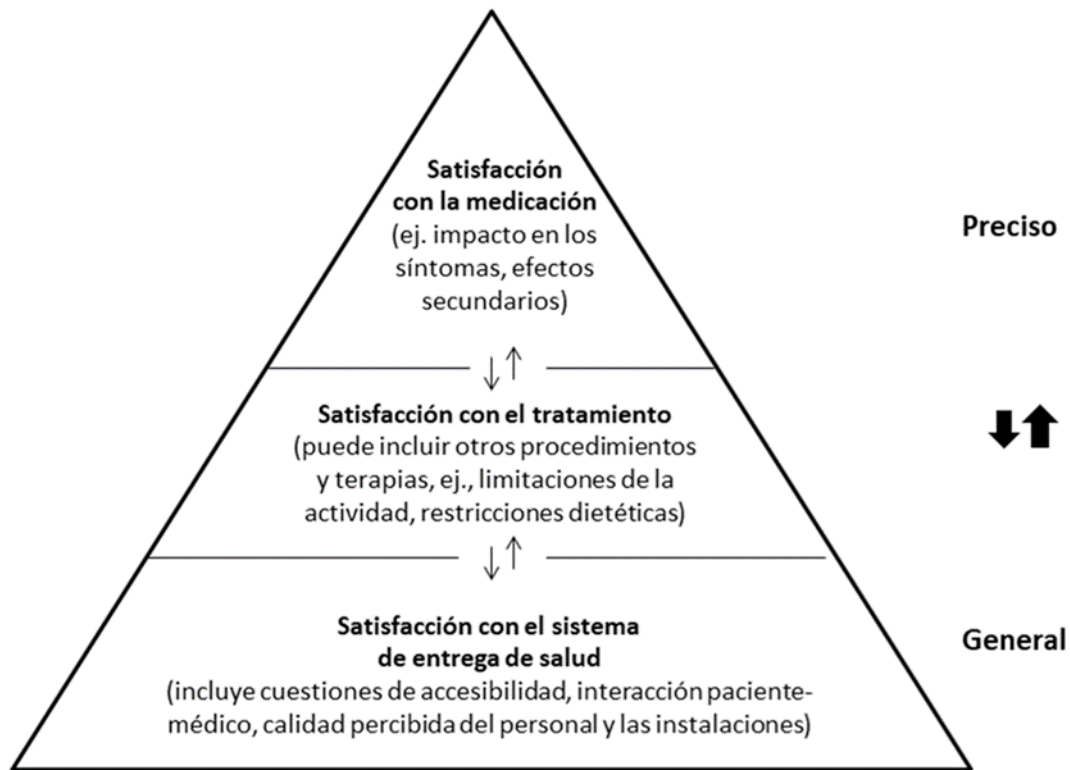 Satisfacción
con la medicación
(ej. impacto en los
síntomas, efectos
secundarios)
Preciso
Satisfacción con el tratamiento
(puede incluir otros procedimientos
y terapias, ej., limitaciones de la
actividad, restricciones dietéticas)
Satisfacción con el sistema
de entrega de salud
(incluye cuestiones de accesibilidad, interacción paciente-
médico, calidad percibida del personal y las instalaciones)
General